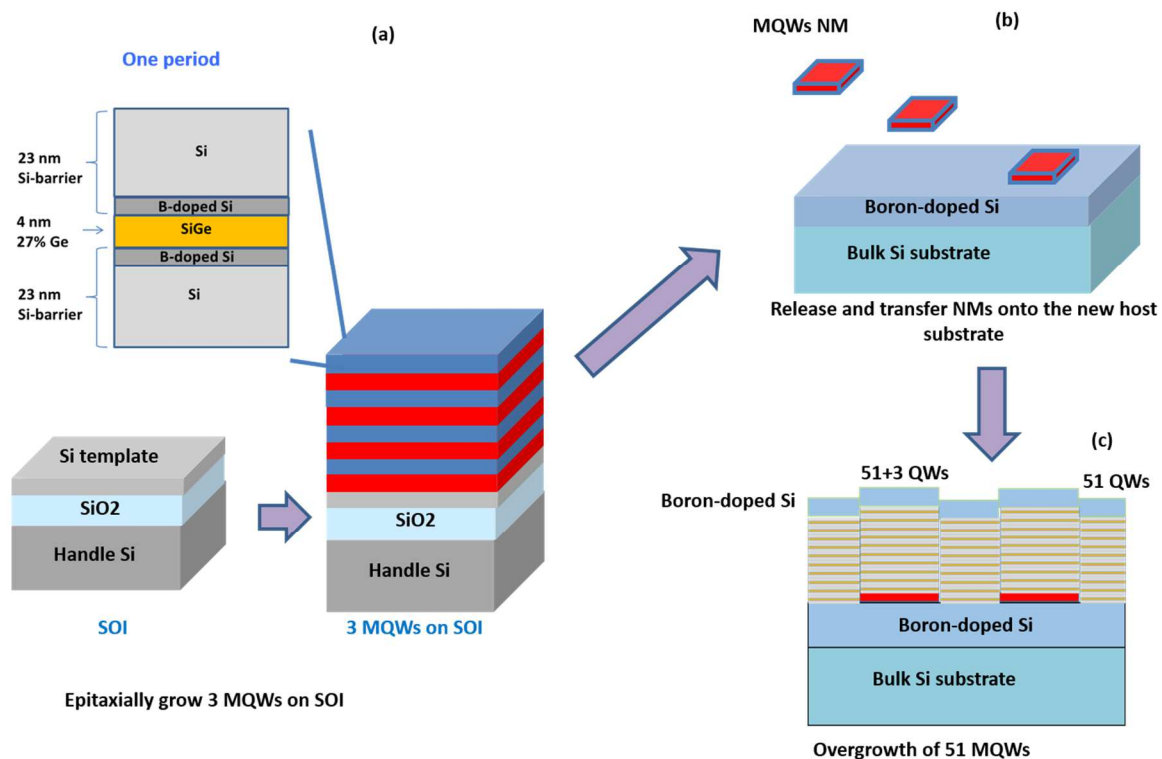 (a)
One period
23 nm
Si-barrier
Si
B-doped Si
4 nm
27% Ge
SiGe
B-doped Si
23 nm
Si-barrier
Si
Si template
SiO2
Handle Si
SOI
SiO2
Handle Si
3 MQWs on SOI
Epitaxially grow 3 MQWs on SOI
(b)
MQWs NM
Boron-doped Si
Bulk Si substrate
Release and transfer NMs onto the new host
substrate
(c)
51+3 QWs
51 QWs
Boron-doped Si
Boron-doped Si
Bulk Si substrate
Overgrowth of 51 MQWs